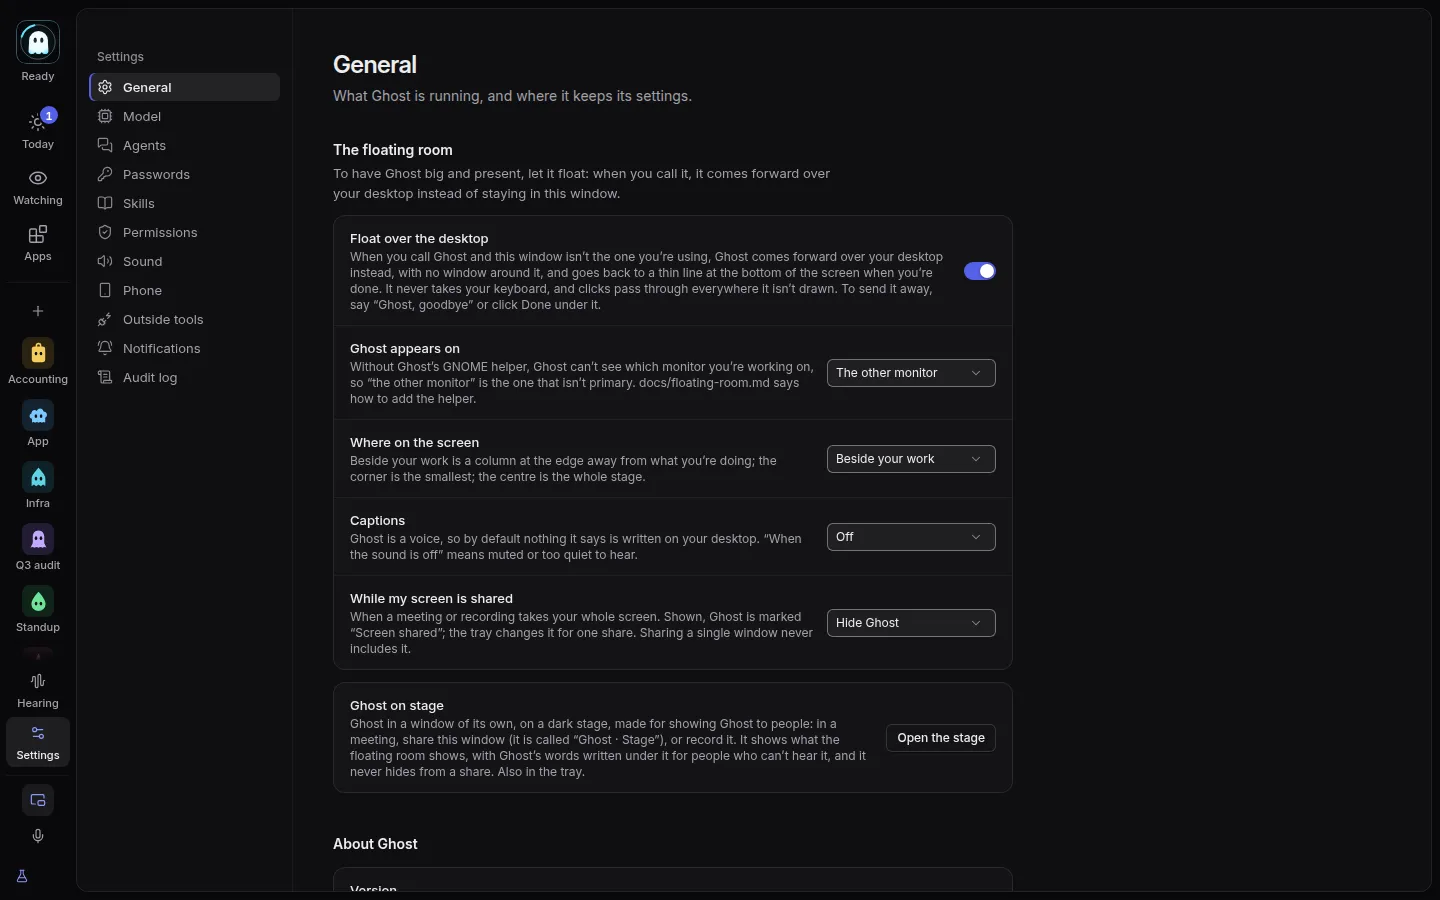 Ready
1
Today
Watching
Apps
Accounting
App
Infra
Q3 audit
Standup
Hearing
Settings
Settings
General
Model
Agents
Passwords
Skills
Permissions
Sound
Phone
Outside tools
Notifications
Audit log
General
What Ghost is running, and where it keeps its settings.
The floating room
To have Ghost big and present, let it float: when you call it, it comes forward over
your desktop instead of staying in this window.
Float over the desktop
When you call Ghost and this window isn’t the one you’re using, Ghost comes forward over your desktop
instead, with no window around it, and goes back to a thin line at the bottom of the screen when you’re
done. It never takes your keyboard, and clicks pass through everywhere it isn’t drawn. To send it away,
say “Ghost, goodbye” or click Done under it.
Ghost appears on
Without Ghost’s GNOME helper, Ghost can’t see which monitor you’re working on,
so “the other monitor” is the one that isn’t primary. docs/floating-room.md says
how to add the helper.
The other monitor
Where on the screen
Beside your work is a column at the edge away from what you’re doing; the
corner is the smallest; the centre is the whole stage.
Beside your work
Captions
Ghost is a voice, so by default nothing it says is written on your desktop. “When
the sound is off” means muted or too quiet to hear.
Off
While my screen is shared
When a meeting or recording takes your whole screen. Shown, Ghost is marked
“Screen shared”; the tray changes it for one share. Sharing a single window never
includes it.
Hide Ghost
Ghost on stage
Ghost in a window of its own, on a dark stage, made for showing Ghost to people: in a
meeting, share this window (it is called “Ghost · Stage”), or record it. It shows what the
floating room shows, with Ghost’s words written under it for people who can’t hear it, and it
never hides from a share. Also in the tray.
Open the stage
About Ghost
Version